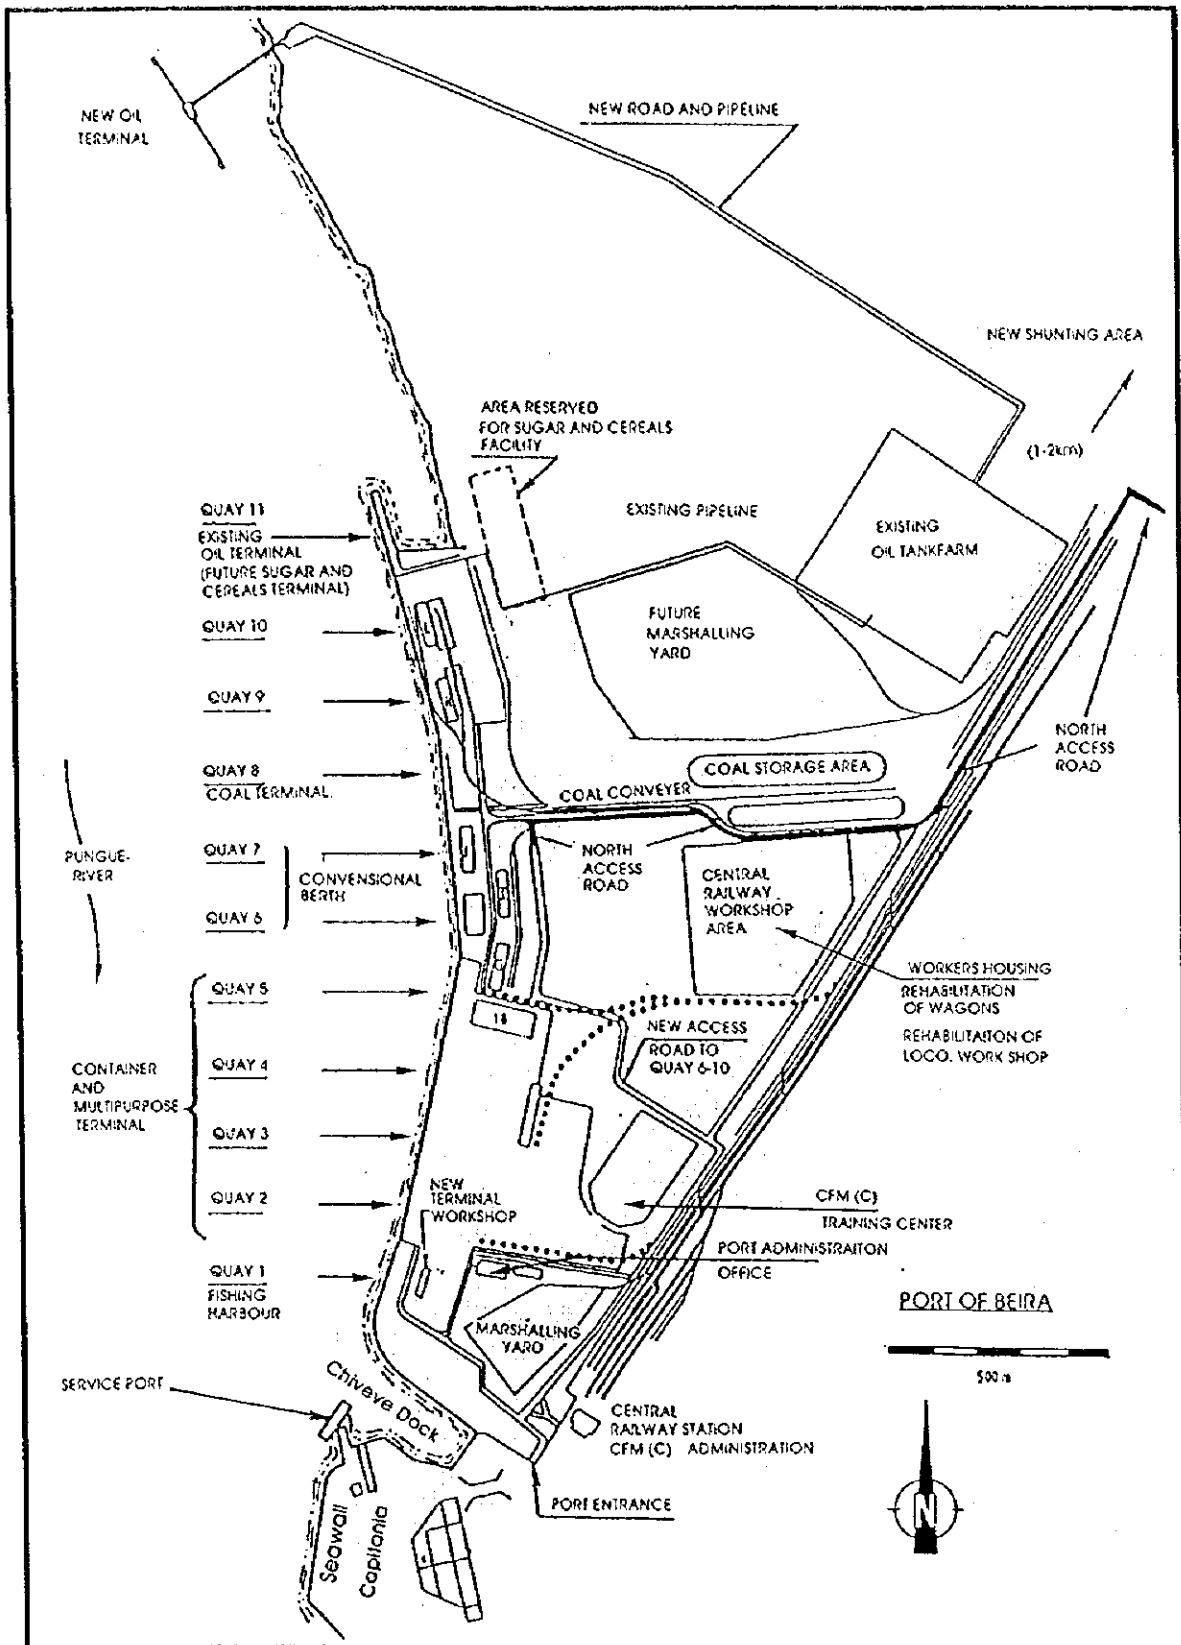 NEW OIL
TERMINAL
NEW ROAD AND PIPELINE
NEW SHUNTING AREA
(1-2km)
AREA RESERVED
FOR SUGAR AND CEREALS
FACILITY
QUAY 11
EXISTING
OIL TERMINAL
(FUTURE SUGAR AND
CEREALS TERMINAL)
EXISTING PIPELINE
EXISTING
OIL TANKFARM
QUAY 10
FUTURE
MARSHALLING
YARD
QUAY 9
NORTH
ACCESS
ROAD
QUAY 8
COAL TERMINAL
COAL STORAGE AREA
COAL CONVEYER
PUNGUE-
RIVER
QUAY 7
CONVENSIONAL
BERTH
QUAY 6
NORTH
ACCESS
ROAD
CENTRAL
RAILWAY
WORKSHOP
AREA
WORKERS HOUSING
REHABILITATION
OF WAGONS
REHABILITAITON OF
LOCO. WORK SHOP
QUAY 5
18
NEW ACCESS
ROAD TO
QUAY 6-10
CONTAINER
AND
MULTIPURPOSE
TERMINAL
QUAY 4
QUAY 3
QUAY 2
NEW
TERMINAL
WORKSHOP
CFM (C)
TRAINING CENTER
PORT ADMINISTRAITON
OFFICE
QUAY 1
FISHING
HARBOUR
MARSHALLING
YARD
PORT OF BEIRA
500 m
SERVICE PORT
Chiveve Dock
CENTRAL
RAILWAY STATION
CFM (C) ADMINISTRATION
PORT ENTRANCE
Seawall
Capitania
N